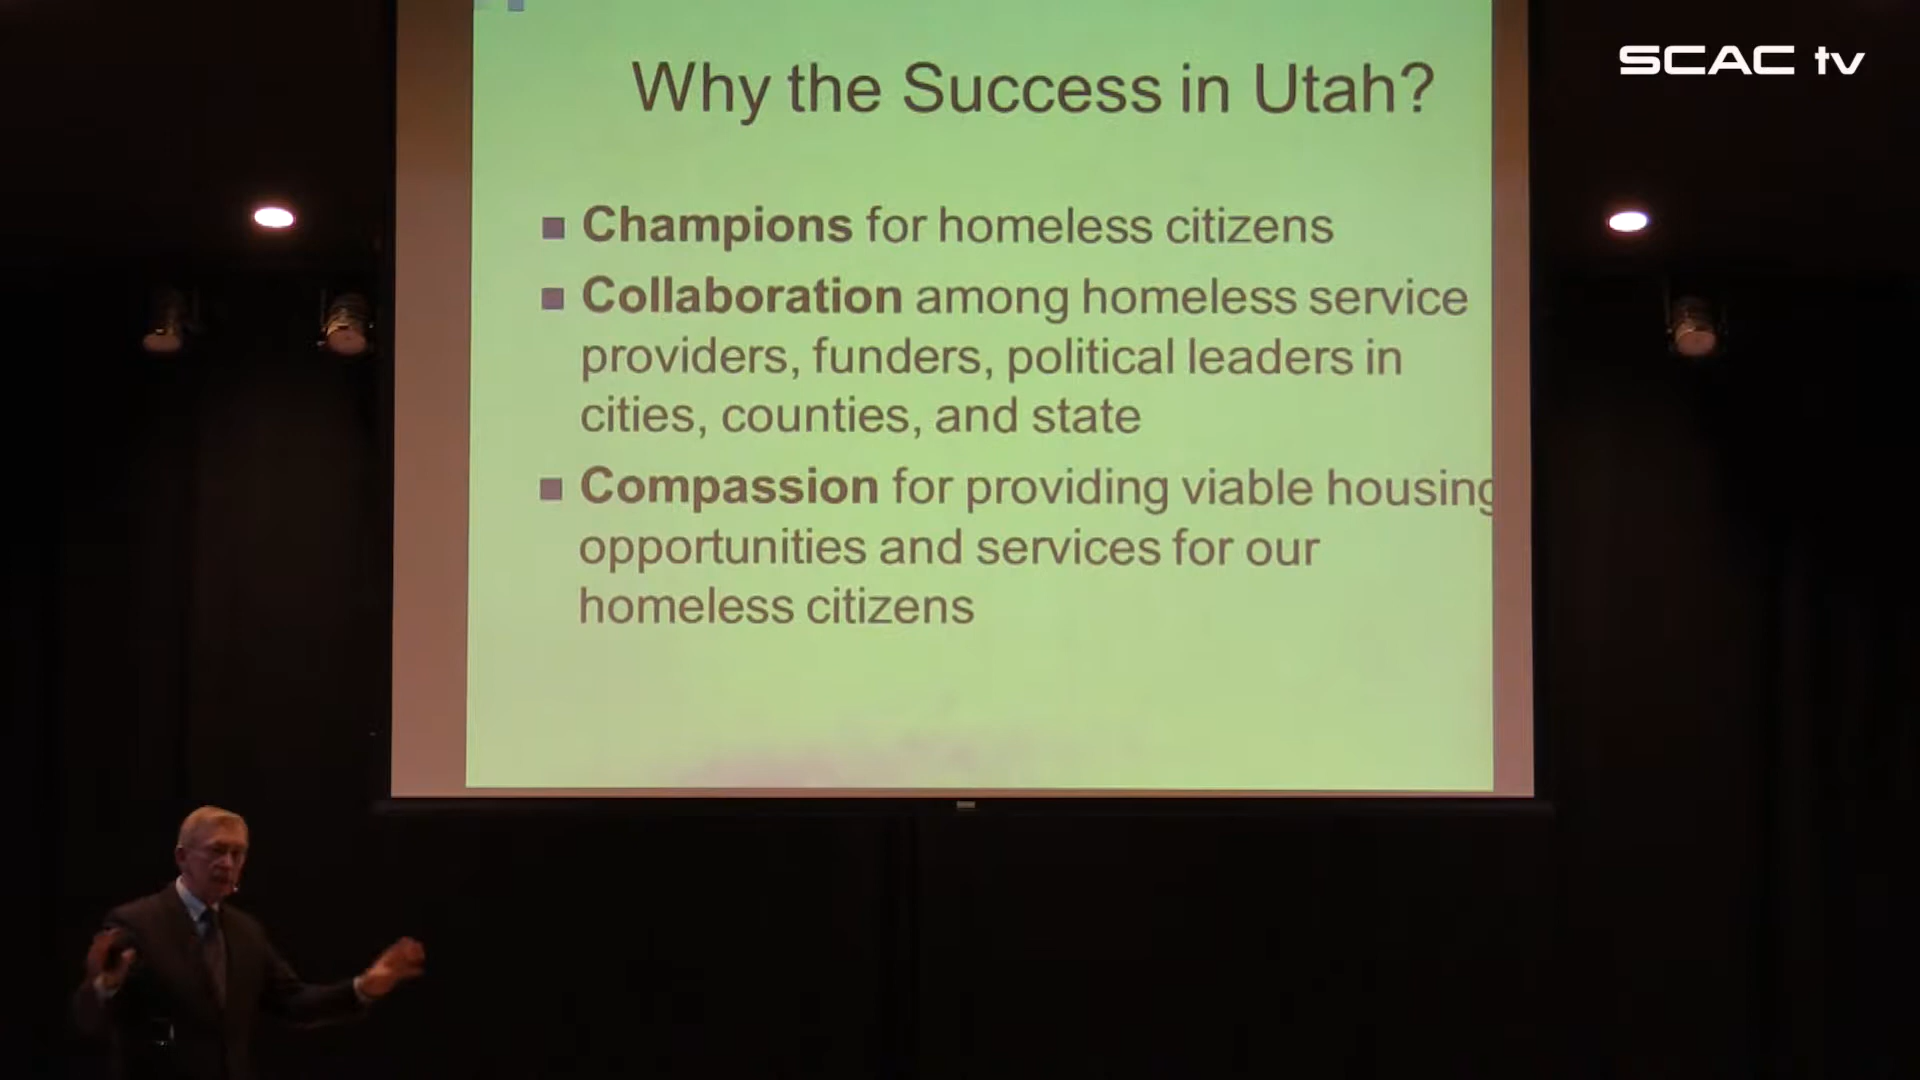 SCAC tv
Why the Success in Utah?
■ Champions for homeless citizens
■ Collaboration among homeless service
providers, funders, political leaders in
cities, counties, and state
■ Compassion for providing viable housing
opportunities and services for our
homeless citizens